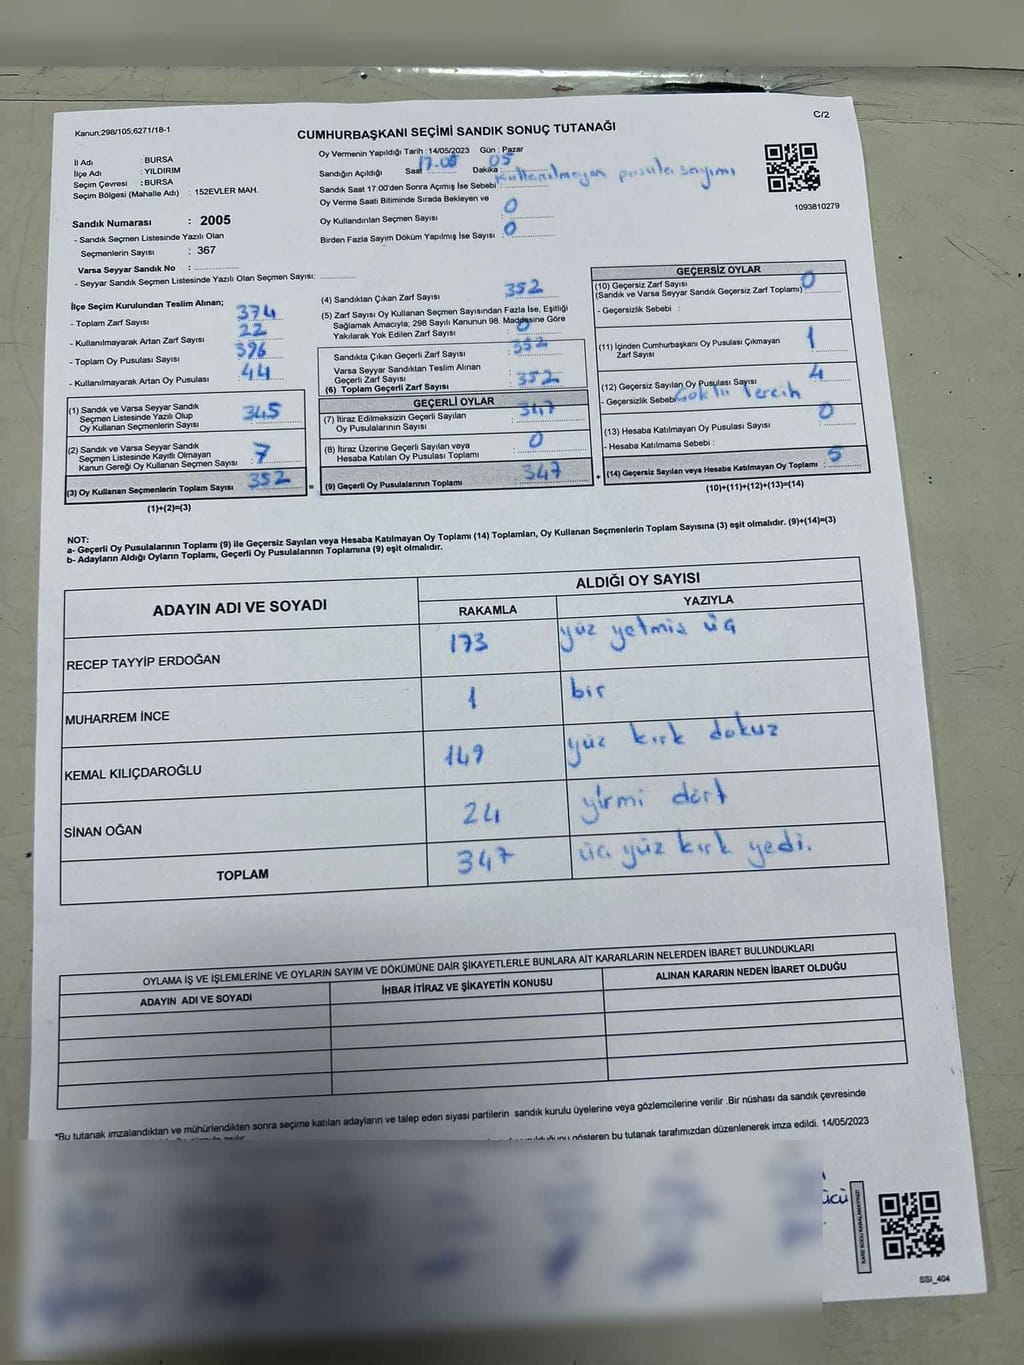 Kanun;298/105;6271/18-1
C/2
CUMHURBAŞKANI SEÇİMİ SANDIK SONUÇ TUTANAĞI
İl Adı : BURSA
İlçe Adı : YILDIRIM
Seçim Çevresi : BURSA
Seçim Bölgesi (Mahalle Adı) : 152EVLER MAH.
Oy Vermenin Yapıldığı Tarih :14/05/2023 Gün : Pazar
Sandığın Açıldığı Saat 17.05 Dakika: 05
Sandık Saat 17:00'den Sonra Açımış İse Sebebi : Kullanılmayan pusula sayımı
Oy Verme Saati Bitiminde Sırada Bekleyen ve
Oy Kullandırılan Seçmen Sayısı : 0
Birden Fazla Sayım Döküm Yapılmış İse Sayısı : 0
1093810279
Sandık Numarası : 2005
- Sandık Seçmen Listesinde Yazılı Olan
Seçmenlerin Sayısı : 367
Varsa Seyyar Sandık No :
- Seyyar Sandık Seçmen Listesinde Yazılı Olan Seçmen Sayısı:
İlçe Seçim Kurulundan Teslim Alınan;
- Toplam Zarf Sayısı : 374
- Kullanılmayarak Artan Zarf Sayısı : 22
- Toplam Oy Pusulası Sayısı : 396
- Kullanılmayarak Artan Oy Pusulası : 44
(1) Sandık ve Varsa Seyyar Sandık
Seçmen Listesinde Yazılı Olup
Oy Kullanan Seçmenlerin Sayısı : 345
(2) Sandık ve Varsa Seyyar Sandık
Seçmen Listesinde Kayıtlı Olmayan
Kanun Gereği Oy Kullanan Seçmen Sayısı : 7
(3) Oy Kullanan Seçmenlerin Toplam Sayısı : 352
(1)+(2)=(3)
(4) Sandıktan Çıkan Zarf Sayısı : 352
(5) Zarf Sayısı Oy Kullanan Seçmen Sayısından Fazla İse, Eşitliği
Sağlamak Amacıyla; 298 Sayılı Kanunun 98. Maddesine Göre
Yakılarak Yok Edilen Zarf Sayısı : 0
Sandıkta Çıkan Geçerli Zarf Sayısı : 352
Varsa Seyyar Sandıktan Teslim Alınan
Geçerli Zarf Sayısı
(6) Toplam Geçerli Zarf Sayısı : 352
GEÇERLİ OYLAR
(7) İtiraz Edilmeksizin Geçerli Sayılan
Oy Pusulalarının Sayısı : 347
(8) İtiraz Üzerine Geçerli Sayılan veya
Hesaba Katılan Oy Pusulası Toplamı : 0
= (9) Geçerli Oy Pusulalarının Toplamı : 347 +
GEÇERSİZ OYLAR
(10) Geçersiz Zarf Sayısı
(Sandık ve Varsa Seyyar Sandık Geçersiz Zarf Toplamı) : 0
- Geçersizlik Sebebi :
(11) İçinden Cumhurbaşkanı Oy Pusulası Çıkmayan
Zarf Sayısı : 1
(12) Geçersiz Sayılan Oy Pusulası Sayısı : 4
- Geçersizlik Sebebi Çoklu Tercih
(13) Hesaba Katılmayan Oy Pusulası Sayısı : 0
- Hesaba Katılmama Sebebi :
(14) Geçersiz Sayılan veya Hesaba Katılmayan Oy Toplamı : 5
(10)+(11)+(12)+(13)=(14)
NOT:
a- Geçerli Oy Pusulalarının Toplamı (9) ile Geçersiz Sayılan veya Hesaba Katılmayan Oy Toplamı (14) Toplamları, Oy Kullanan Seçmenlerin Toplam Sayısına (3) eşit olmalıdır. (9)+(14)=(3)
b- Adayların Aldığı Oyların Toplamı, Geçerli Oy Pusulalarının Toplamına (9) eşit olmalıdır.
ADAYIN ADI VE SOYADI ALDIĞI OY SAYISI
RAKAMLA YAZIYLA
RECEP TAYYİP ERDOĞAN 173 yüz yetmis üç
MUHARREM İNCE 1 bir
KEMAL KILIÇDAROĞLU 149 yüz kırk dokuz
SİNAN OĞAN 24 yirmi dört
TOPLAM 347 üç yüz kırk yedi.
OYLAMA İŞ VE İŞLEMLERİNE VE OYLARIN SAYIM VE DÖKÜMÜNE DAİR ŞİKAYETLERLE BUNLARA AİT KARARLARIN NELERDEN İBARET BULUNDUKLARI
ADAYIN ADI VE SOYADI İHBAR İTİRAZ VE ŞİKAYETİN KONUSU ALINAN KARARIN NEDEN İBARET OLDUĞU
*Bu tutanak imzalandıktan ve mühürlendikten sonra seçime katılan adayların ve talep eden siyasi partilerin sandık kurulu üyelerine veya gözlemcilerine verilir .Bir nüshası da sandık çevresinde
gösteren bu tutanak tarafımızdan düzenlenerek imza edildi. 14/05/2023
ücü
SSI_404